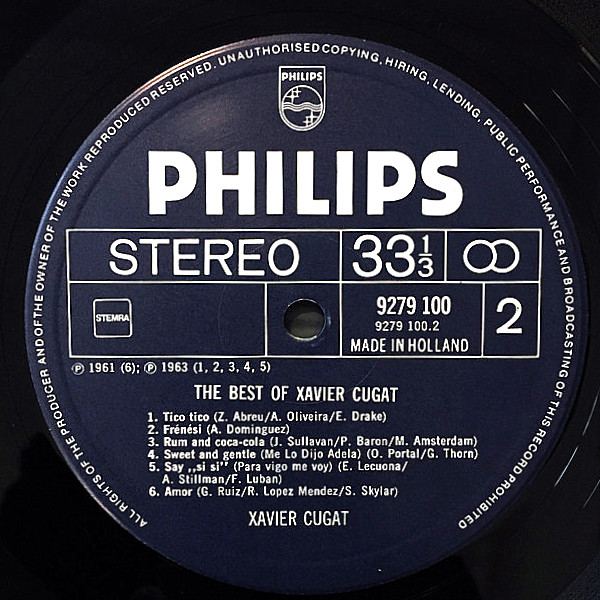 ALL RIGHTS OF THE PRODUCER AND OF THE OWNER OF THE WORK REPRODUCED RESERVED. UNAUTHORISED COPYING, HIRING, LENDING, PUBLIC PERFORMANCE AND BROADCASTING OF THIS RECORD PROHIBITED
PHILIPS
PHILIPS
STEREO 33 1/3
STEMRA 9279 100 2
9279 100.2
MADE IN HOLLAND
Ⓟ 1961 (6); Ⓟ 1963 (1, 2, 3, 4, 5)
THE BEST OF XAVIER CUGAT
1. Tico tico (Z. Abreu/A. Oliveira/E. Drake)
2. Frénési (A. Dominguez)
3. Rum and coca-cola (J. Sullavan/P. Baron/M. Amsterdam)
4. Sweet and gentle (Me Lo Dijo Adela) (O. Portal/G. Thorn)
5. Say ,,si si" (Para vigo me voy) (E. Lecuona/
A. Stillman/F. Luban)
6. Amor (G. Ruiz/R. Lopez Mendez/S. Skylar)
XAVIER CUGAT